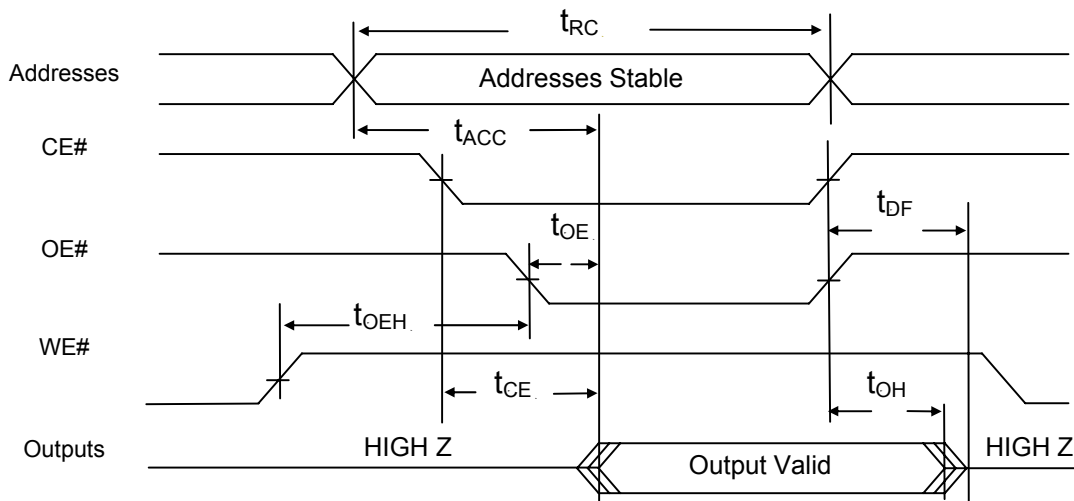 tRC
Addresses
Addresses Stable
tACC
CE#
tDF
tOE
OE#
tOEH
WE#
tCE
tOH
Outputs
HIGH Z
Output Valid
HIGH Z